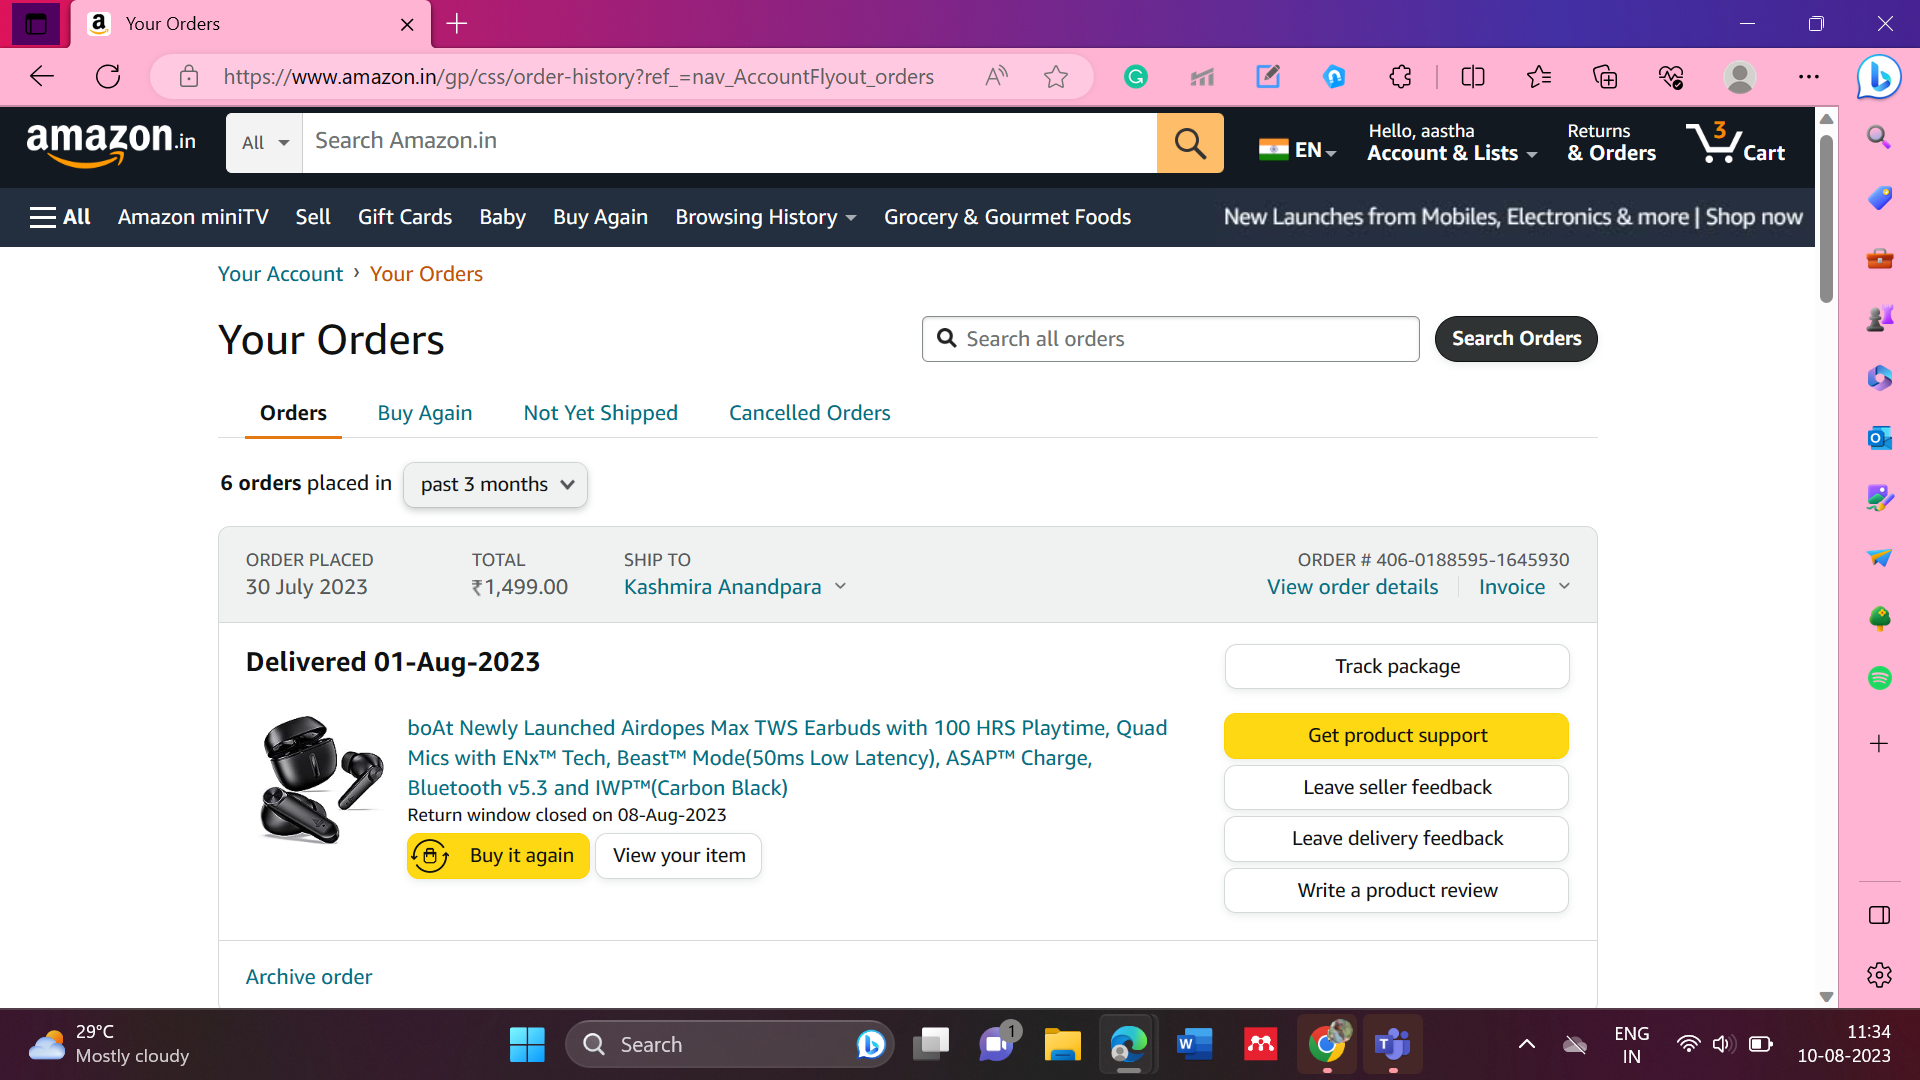 Your Orders
https://www.amazon.in/gp/css/order-history?ref_=nav_AccountFlyout_orders
amazon.in
All
Search Amazon.in
EN
Hello, aastha
Account & Lists
Returns
& Orders
3
Cart
All
Amazon miniTV
Sell
Gift Cards
Baby
Buy Again
Browsing History
Grocery & Gourmet Foods
New Launches from Mobiles, Electronics & more | Shop now
Your Account › Your Orders
Your Orders
Search all orders
Search Orders
Orders
Buy Again
Not Yet Shipped
Cancelled Orders
6 orders placed in
past 3 months
ORDER PLACED
30 July 2023
TOTAL
₹1,499.00
SHIP TO
Kashmira Anandpara
ORDER # 406-0188595-1645930
View order details
Invoice
Delivered 01-Aug-2023
boAt Newly Launched Airdopes Max TWS Earbuds with 100 HRS Playtime, Quad
Mics with ENx™ Tech, Beast™ Mode(50ms Low Latency), ASAP™ Charge,
Bluetooth v5.3 and IWP™(Carbon Black)
Return window closed on 08-Aug-2023
Buy it again
View your item
Track package
Get product support
Leave seller feedback
Leave delivery feedback
Write a product review
Archive order
29°C
Mostly cloudy
Search
1
ENG
IN
11:34
10-08-2023